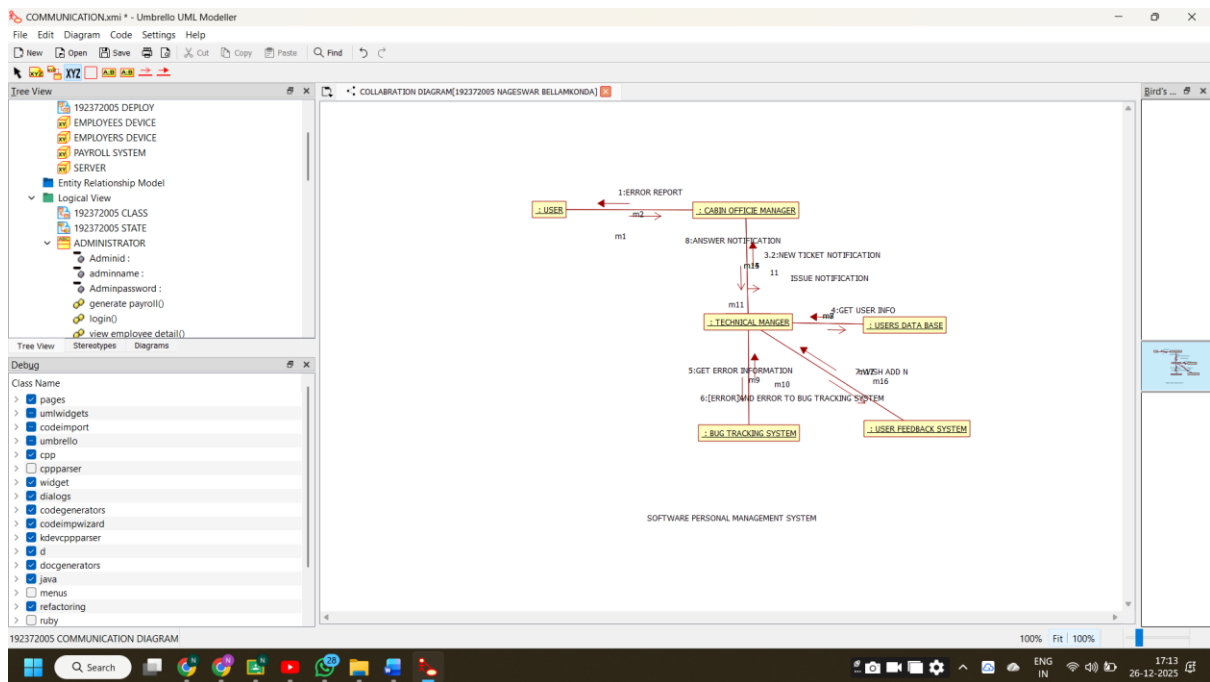 COMMUNICATION.xmi * - Umbrello UML Modeller
File Edit Diagram Code Settings Help
New Open Save Cut Copy Paste Find
XYZ XYZ A:B A:B
Tree View
COLLABRATION DIAGRAM[192372005 NAGESWAR BELLAMKONDA]
Bird's ...
192372005 DEPLOY
EMPLOYEES DEVICE
EMPLOYERS DEVICE
PAYROLL SYSTEM
SERVER
Entity Relationship Model
Logical View
192372005 CLASS
192372005 STATE
ADMINISTRATOR
Adminid :
adminname :
Adminpassword :
generate payroll()
login()
view employee detail()
Tree View Stereotypes Diagrams
Debug
Class Name
pages
umlwidgets
codeimport
umbrello
cpp
cppparser
widget
dialogs
codegenerators
codeimpwizard
kdevcppparser
d
docgenerators
java
menus
refactoring
ruby
1:ERROR REPORT
: USER
m2
: CABIN OFFICIE MANAGER
m1
8:ANSWER NOTIFICATION
3.2:NEW TICKET NOTIFICATION
11
ISSUE NOTIFICATION
m11
4:GET USER INFO
: TECHNICAL MANGER
: USERS DATA BASE
5:GET ERROR INFORMATION
m9
m10
m16
6:[ERROR]AND ERROR TO BUG TRACKING SYSTEM
: BUG TRACKING SYSTEM
: USER FEEDBACK SYSTEM
SOFTWARE PERSONAL MANAGEMENT SYSTEM
192372005 COMMUNICATION DIAGRAM
100% Fit 100%
Search
28
ENG
IN
17:13
26-12-2025